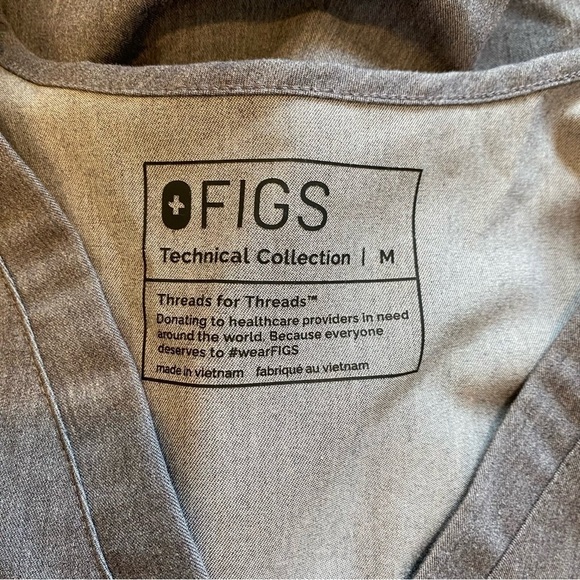 FIGS
Technical Collection | M
Threads for Threads™
Donating to healthcare providers in need
around the world. Because everyone
deserves to #wearFIGS
made in vietnam fabriqué au vietnam